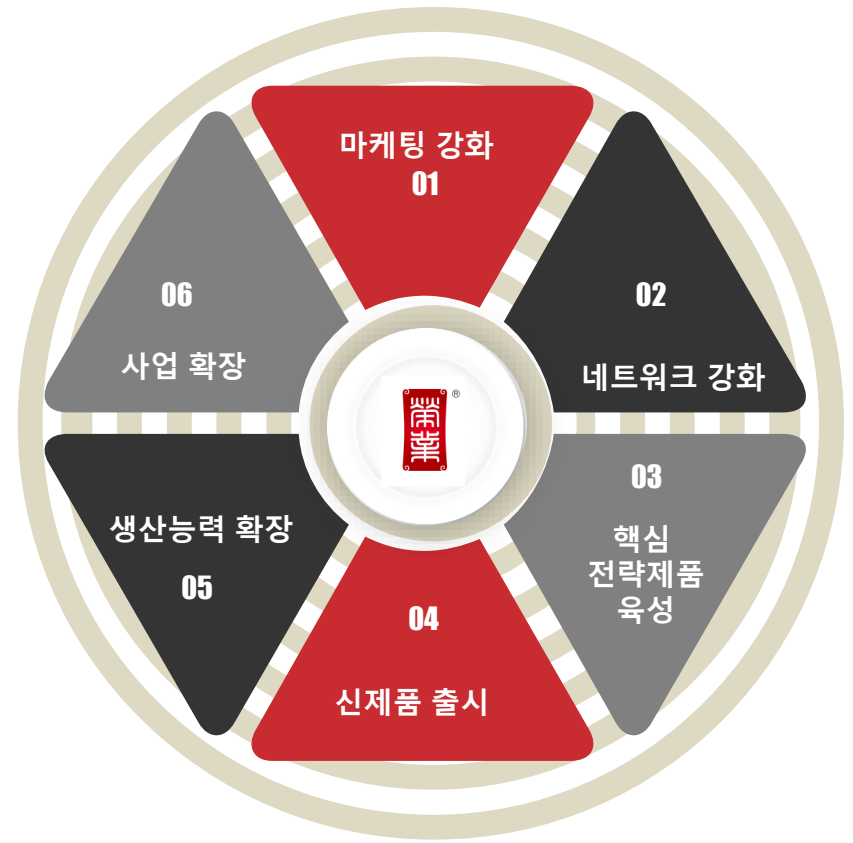 마케팅 강화
01
02
네트워크 강화
03
핵심
전략제품
육성
04
신제품 출시
생산능력 확장
05
06
사업 확장
榮業
®